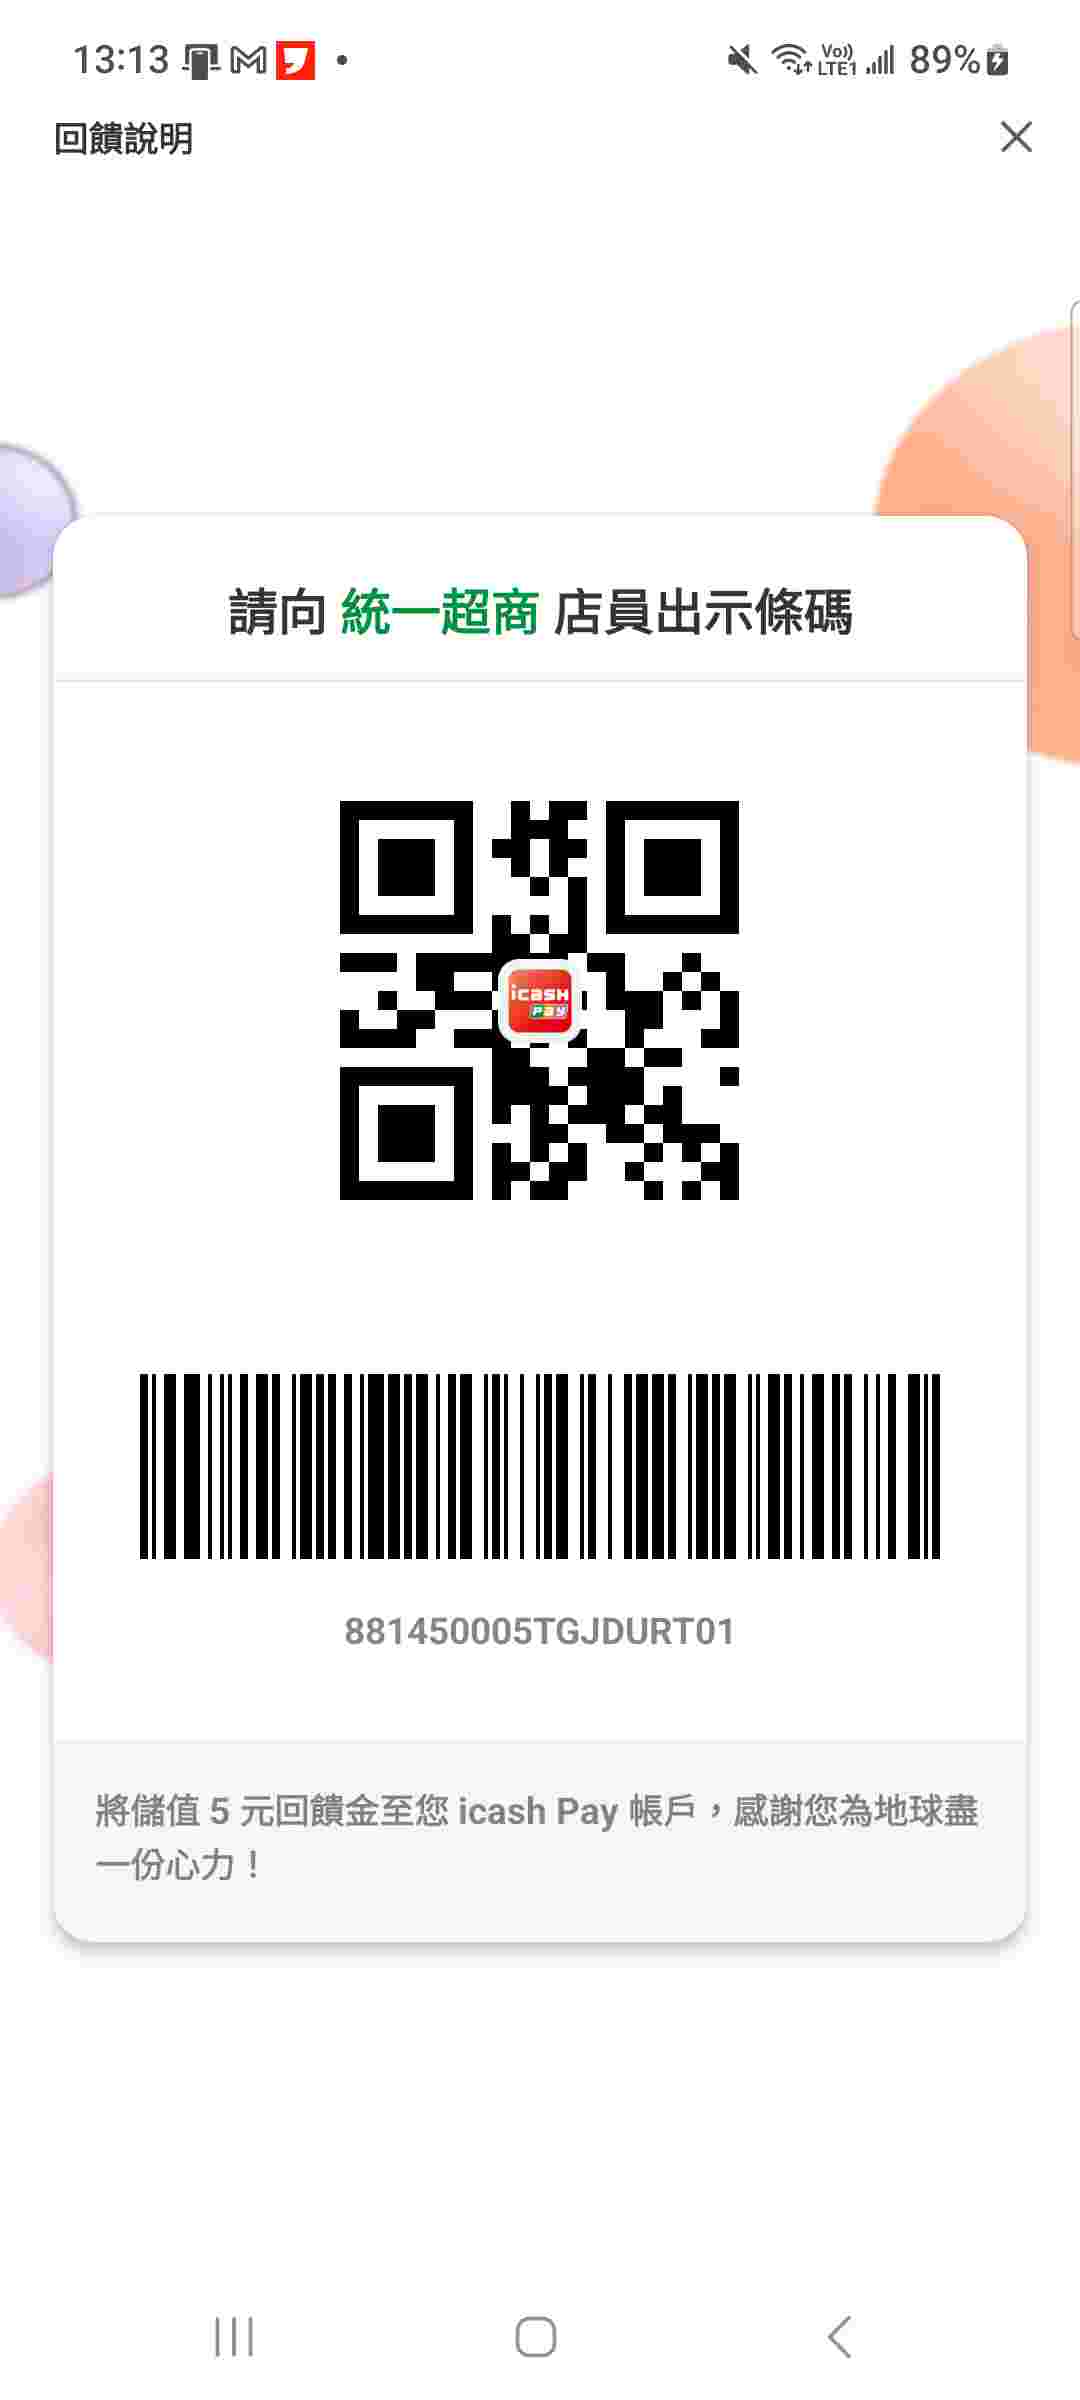 13:13
Vo))
LTE1
89%
回饋說明
請向 統一超商 店員出示條碼
icash
Pay
881450005TGJDURT01
將儲值 5 元回饋金至您 icash Pay 帳戶，感謝您為地球盡
一份心力！